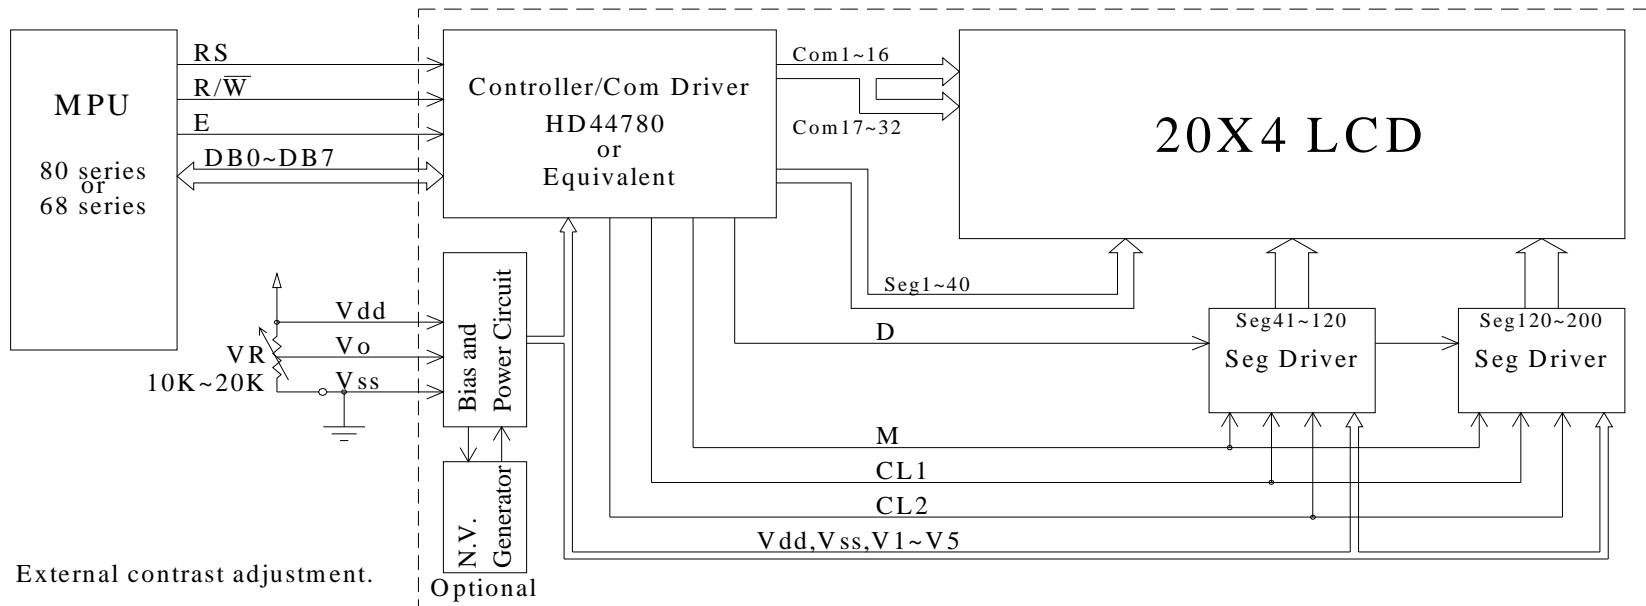 MPU
80 series
or
68 series
RS
R/W̅
E
DB0~DB7
Controller/Com Driver
HD44780
or
Equivalent
Com1~16
Com17~32
20X4 LCD
Seg1~40
D
Seg41~120
Seg Driver
Seg120~200
Seg Driver
Vdd
Vo
Vss
VR
10K~20K
Bias and
Power Circuit
M
CL1
CL2
Vdd,Vss,V1~V5
N.V.
Generator
Optional
External contrast adjustment.